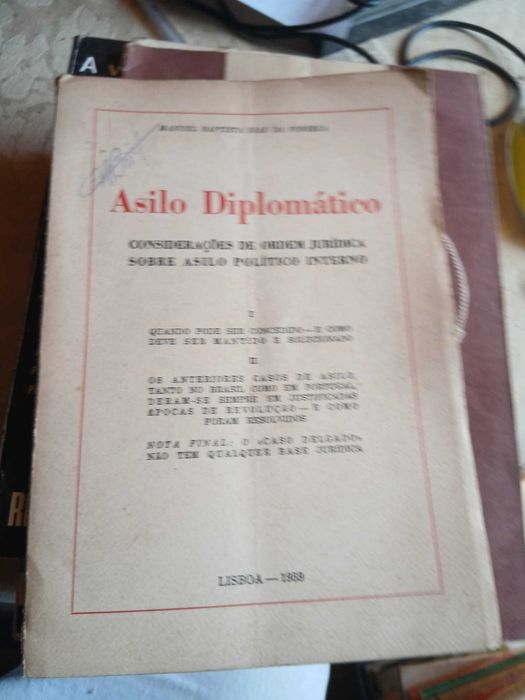 MANUEL BAPTISTA DIAS DA FONSECA
Asilo Diplomático
CONSIDERAÇÕES DE ORDEM JURÍDICA
SOBRE ASILO POLÍTICO INTERNO
I
QUANDO PODE SER CONCEDIDO — E COMO
DEVE SER MANTIDO E SOLUCIONADO
II
OS ANTERIORES CASOS DE ASILO,
TANTO NO BRASIL COMO EM PORTUGAL,
DERAM-SE SEMPRE EM JUSTIFICADAS
ÉPOCAS DE REVOLUÇÃO — E COMO
FORAM RESOLVIDOS
NOTA FINAL: O «CASO DELGADO»
NÃO TEM QUALQUER BASE JURÍDICA
LISBOA — 1959
A